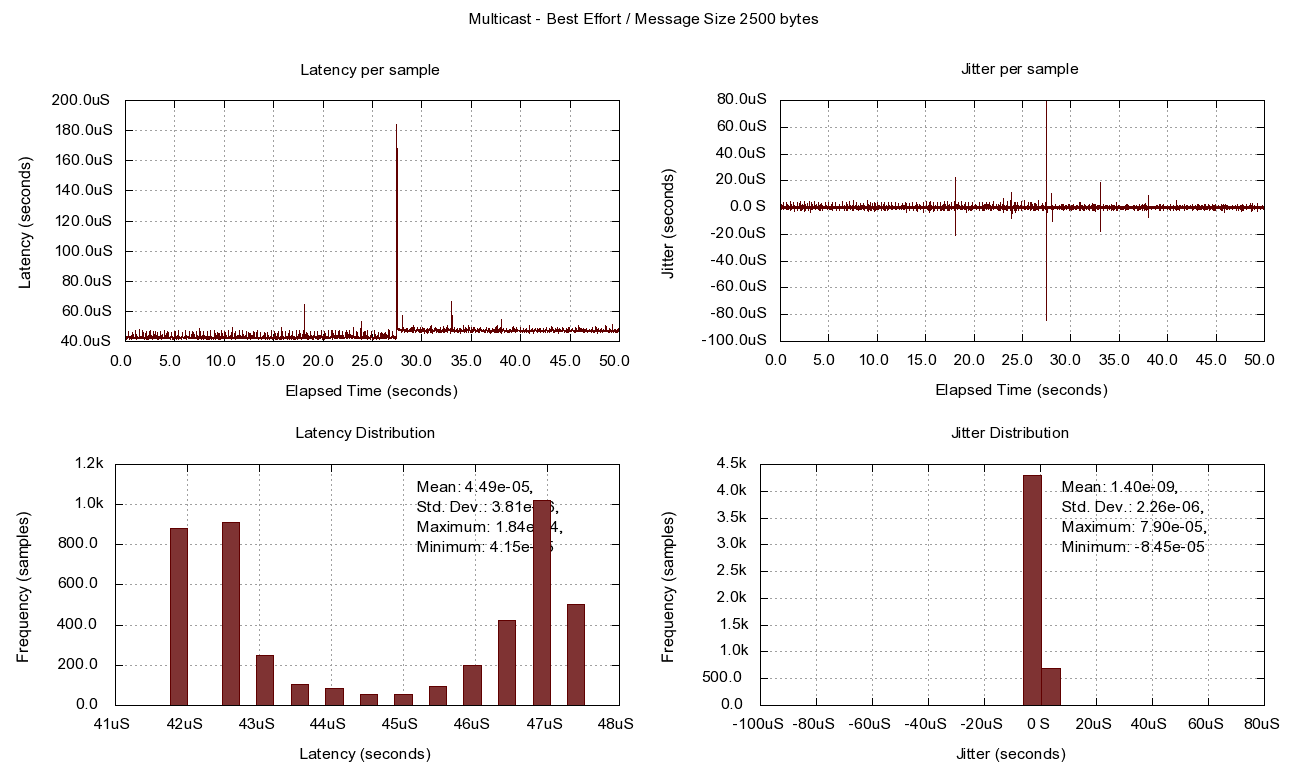 Multicast - Best Effort / Message Size 2500 bytes
Latency per sample
200.0uS
180.0uS
160.0uS
140.0uS
120.0uS
100.0uS
80.0uS
60.0uS
40.0uS
0.0 5.0 10.0 15.0 20.0 25.0 30.0 35.0 40.0 45.0 50.0
Latency (seconds)
Elapsed Time (seconds)
Jitter per sample
80.0uS
60.0uS
40.0uS
20.0uS
0.0 S
-20.0uS
-40.0uS
-60.0uS
-80.0uS
-100.0uS
0.0 5.0 10.0 15.0 20.0 25.0 30.0 35.0 40.0 45.0 50.0
Jitter (seconds)
Elapsed Time (seconds)
Latency Distribution
1.2k
1.0k
800.0
600.0
400.0
200.0
0.0
41uS 42uS 43uS 44uS 45uS 46uS 47uS 48uS
Frequency (samples)
Latency (seconds)
Mean: 4.49e-05,
Std. Dev.: 3.81e-6,
Maximum: 1.84e-4,
Minimum: 4.15e-5
Jitter Distribution
4.5k
4.0k
3.5k
3.0k
2.5k
2.0k
1.5k
1.0k
500.0
0.0
-100uS -80uS -60uS -40uS -20uS 0 S 20uS 40uS 60uS 80uS
Frequency (samples)
Jitter (seconds)
Mean: 1.40e-09,
Std. Dev.: 2.26e-06,
Maximum: 7.90e-05,
Minimum: -8.45e-05